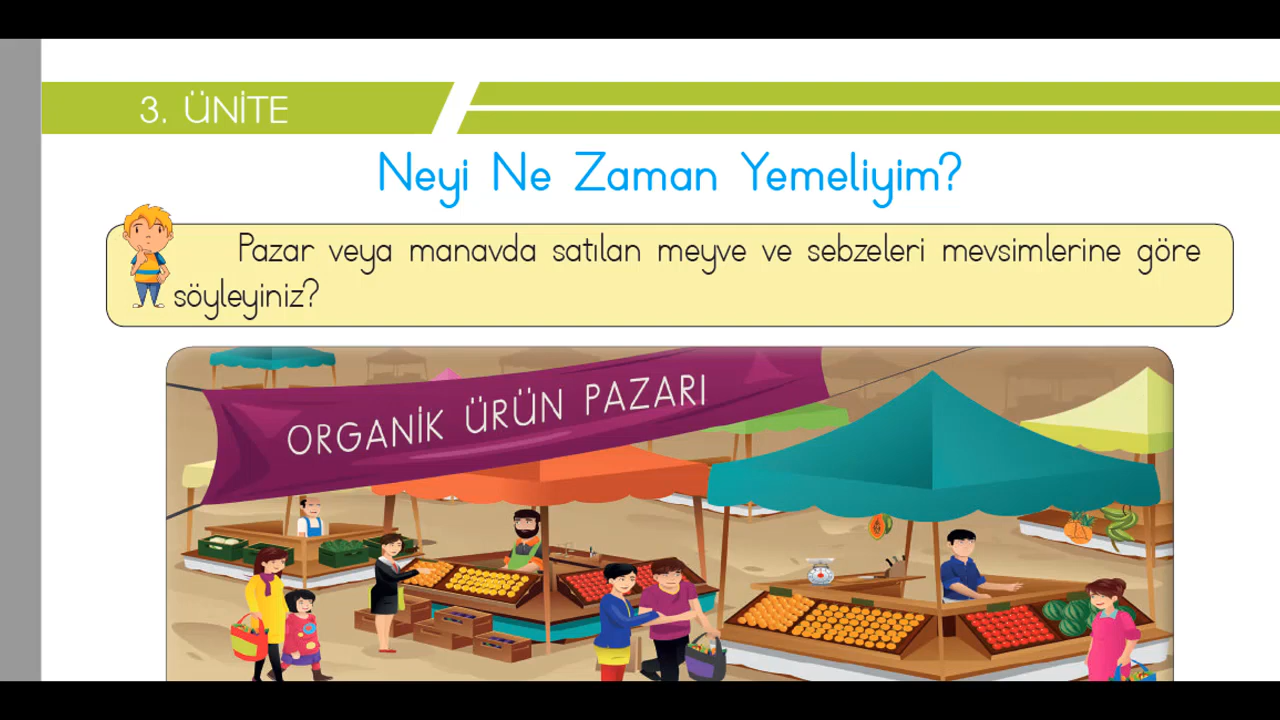 3. ÜNİTE
Neyi Ne Zaman Yemeliyim?
Pazar veya manavda satılan meyve ve sebzeleri mevsimlerine göre
söyleyiniz?
ORGANİK ÜRÜN PAZARI